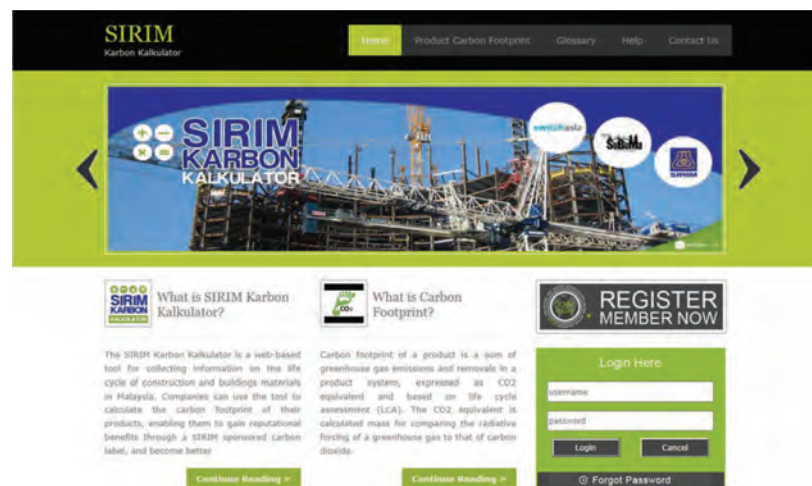 SIRIM
Karbon Kalkulator
Home Product Carbon Footprint Glossary Help Contact Us
SIRIM
KARBON
KALKULATOR
switchasia
SuBaMa
SIRIM
SIRIM
KARBON
KALKULATOR
What is SIRIM Karbon
Kalkulator?
The SIRIM Karbon Kalkulator is a web-based
tool for collecting information on the life
cycle of construction and buildings materials
in Malaysia. Companies can use the tool to
calculate the carbon footprint of their
products, enabling them to gain reputational
benefits through a SIRIM sponsored carbon
label, and become better
Continue Reading »
CO2
What is Carbon
Footprint?
Carbon footprint of a product is a sum of
greenhouse gas emissions and removals in a
product system, expressed as CO2
equivalent and based on life cycle
assessment (LCA). The CO2 equivalent is
calculated mass for comparing the radiative
forcing of a greenhouse gas to that of carbon
dioxide.
Continue Reading »
REGISTER
MEMBER NOW
Login Here
username
password
Login Cancel
Forgot Password